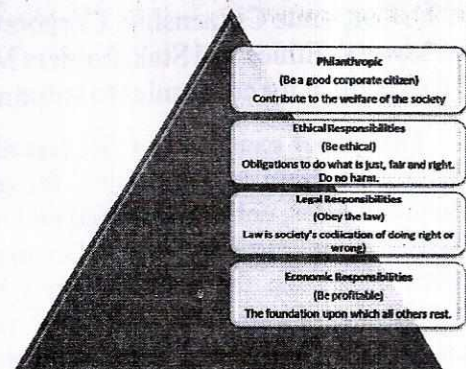 Philanthropic
(Be a good corporate citizen)
Contribute to the welfare of the society
Ethical Responsibilities
(Be ethical)
Obligations to do what is just, fair and right.
Do no harm.
Legal Responsibilities
(Obey the law)
Law is society's codiication of doing right or
wrong)
Economic Responsibilities
(Be profitable)
The foundation upon which all others rest.